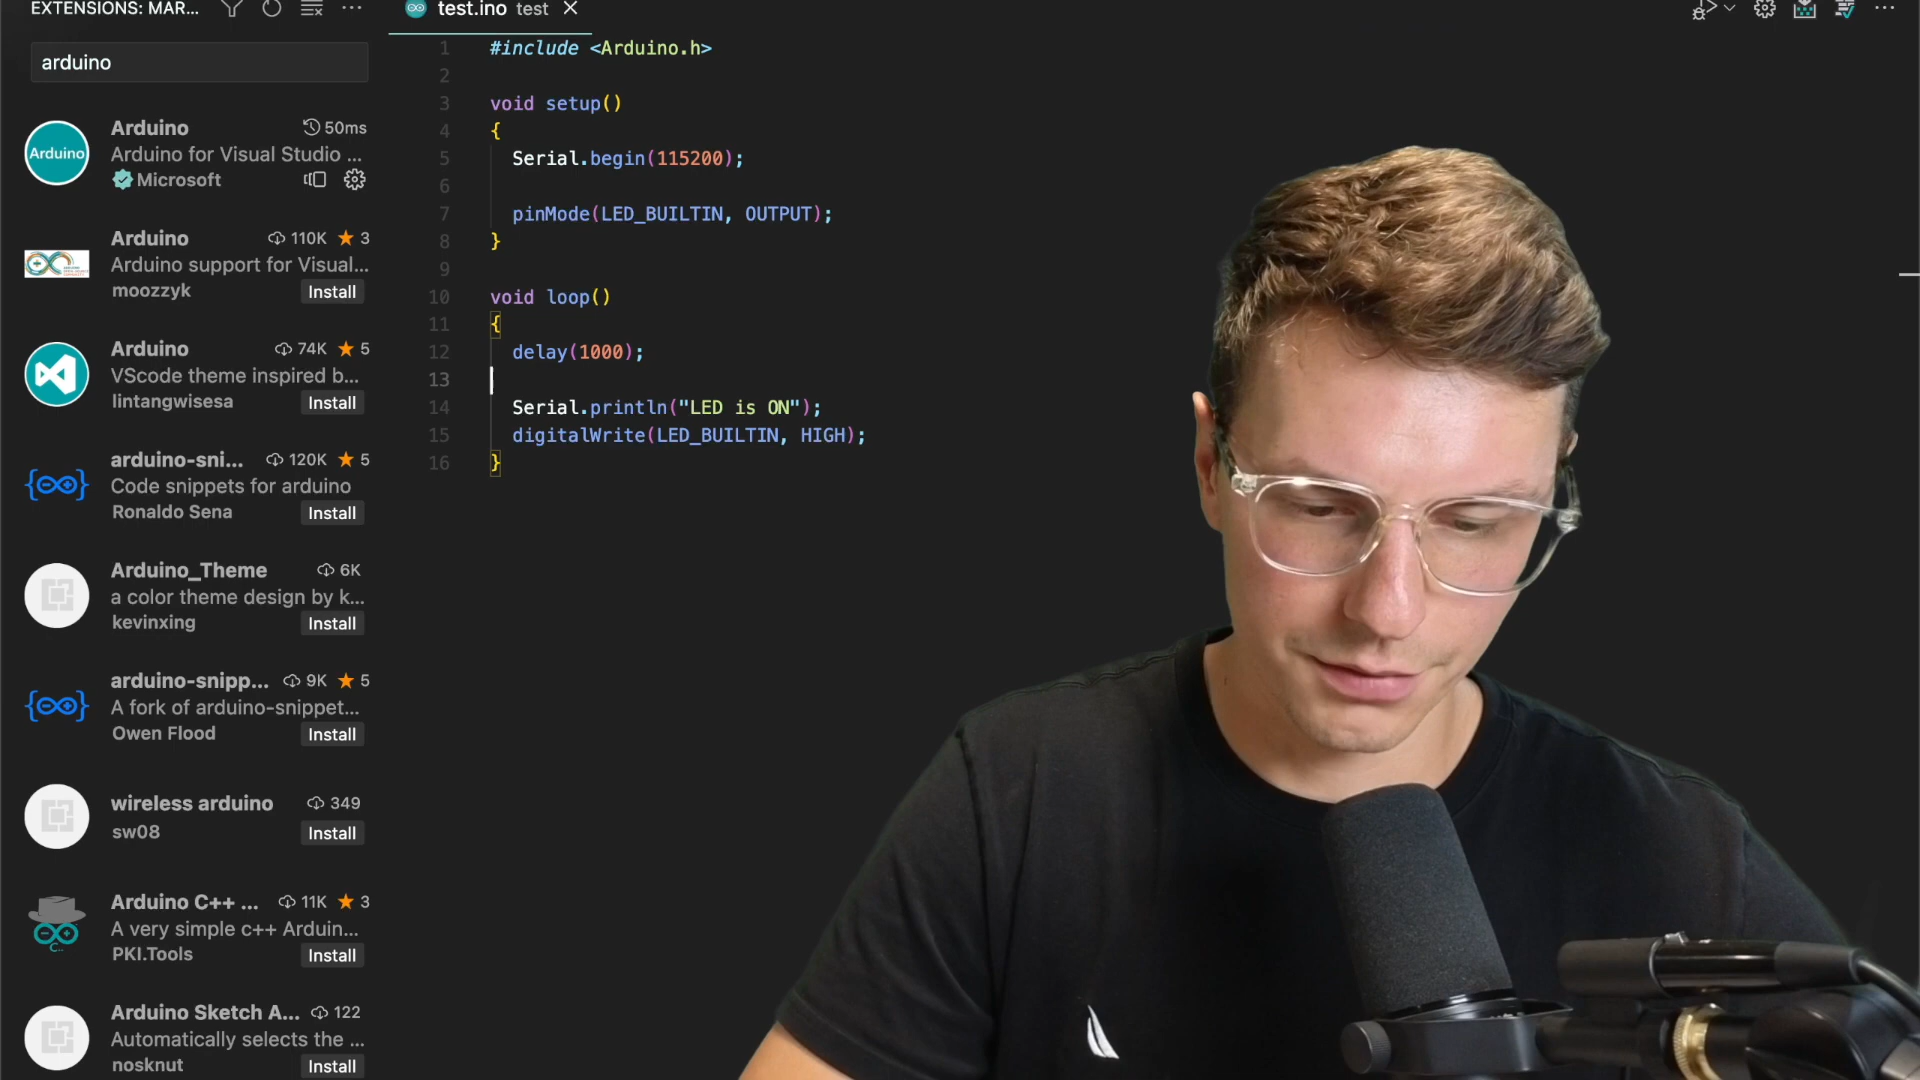 EXTENSIONS: MAR...
arduino
Arduino
50ms
Arduino for Visual Studio ...
Microsoft
Arduino
110K
3
Arduino support for Visual...
moozzyk
Install
Arduino
74K
5
VScode theme inspired b...
lintangwisesa
Install
arduino-sni...
120K
5
Code snippets for arduino
Ronaldo Sena
Install
Arduino_Theme
6K
a color theme design by k...
kevinxing
Install
arduino-snipp...
9K
5
A fork of arduino-snippet...
Owen Flood
Install
wireless arduino
349
sw08
Install
Arduino C++ ...
11K
3
A very simple c++ Arduin...
PKI.Tools
Install
Arduino Sketch A...
122
Automatically selects the ...
nosknut
Install
test.ino test
1 #include <Arduino.h>
2
3 void setup()
4 {
5 Serial.begin(115200);
6
7 pinMode(LED_BUILTIN, OUTPUT);
8 }
9
10 void loop()
11 {
12 delay(1000);
13
14 Serial.println("LED is ON");
15 digitalWrite(LED_BUILTIN, HIGH);
16 }